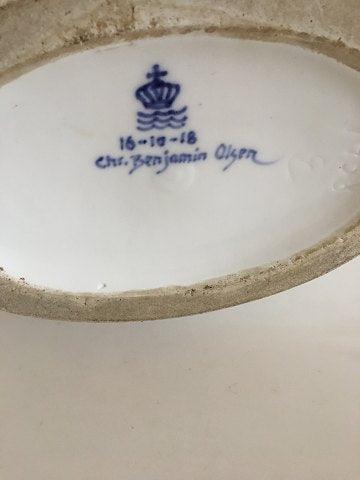 16-10-18
Chr. Benjamin Olsen